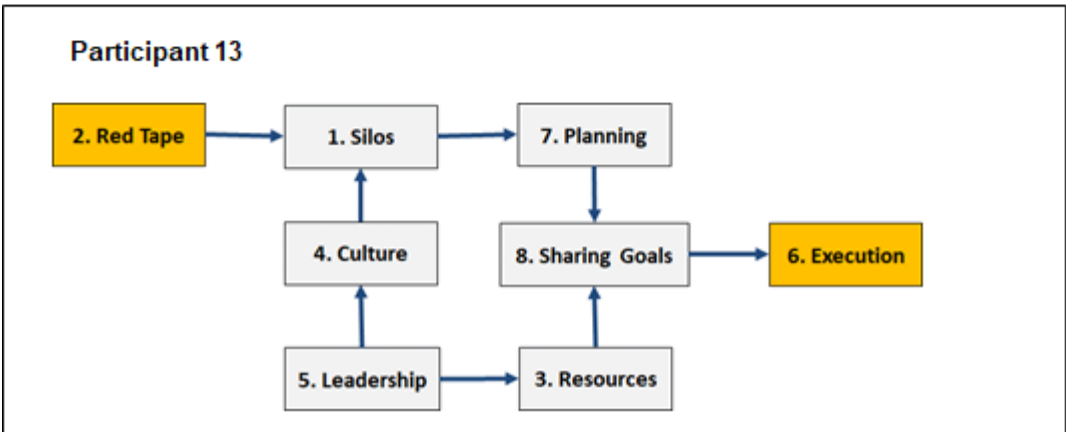 Participant 13
2. Red Tape
1. Silos
7. Planning
4. Culture
8. Sharing Goals
6. Execution
5. Leadership
3. Resources